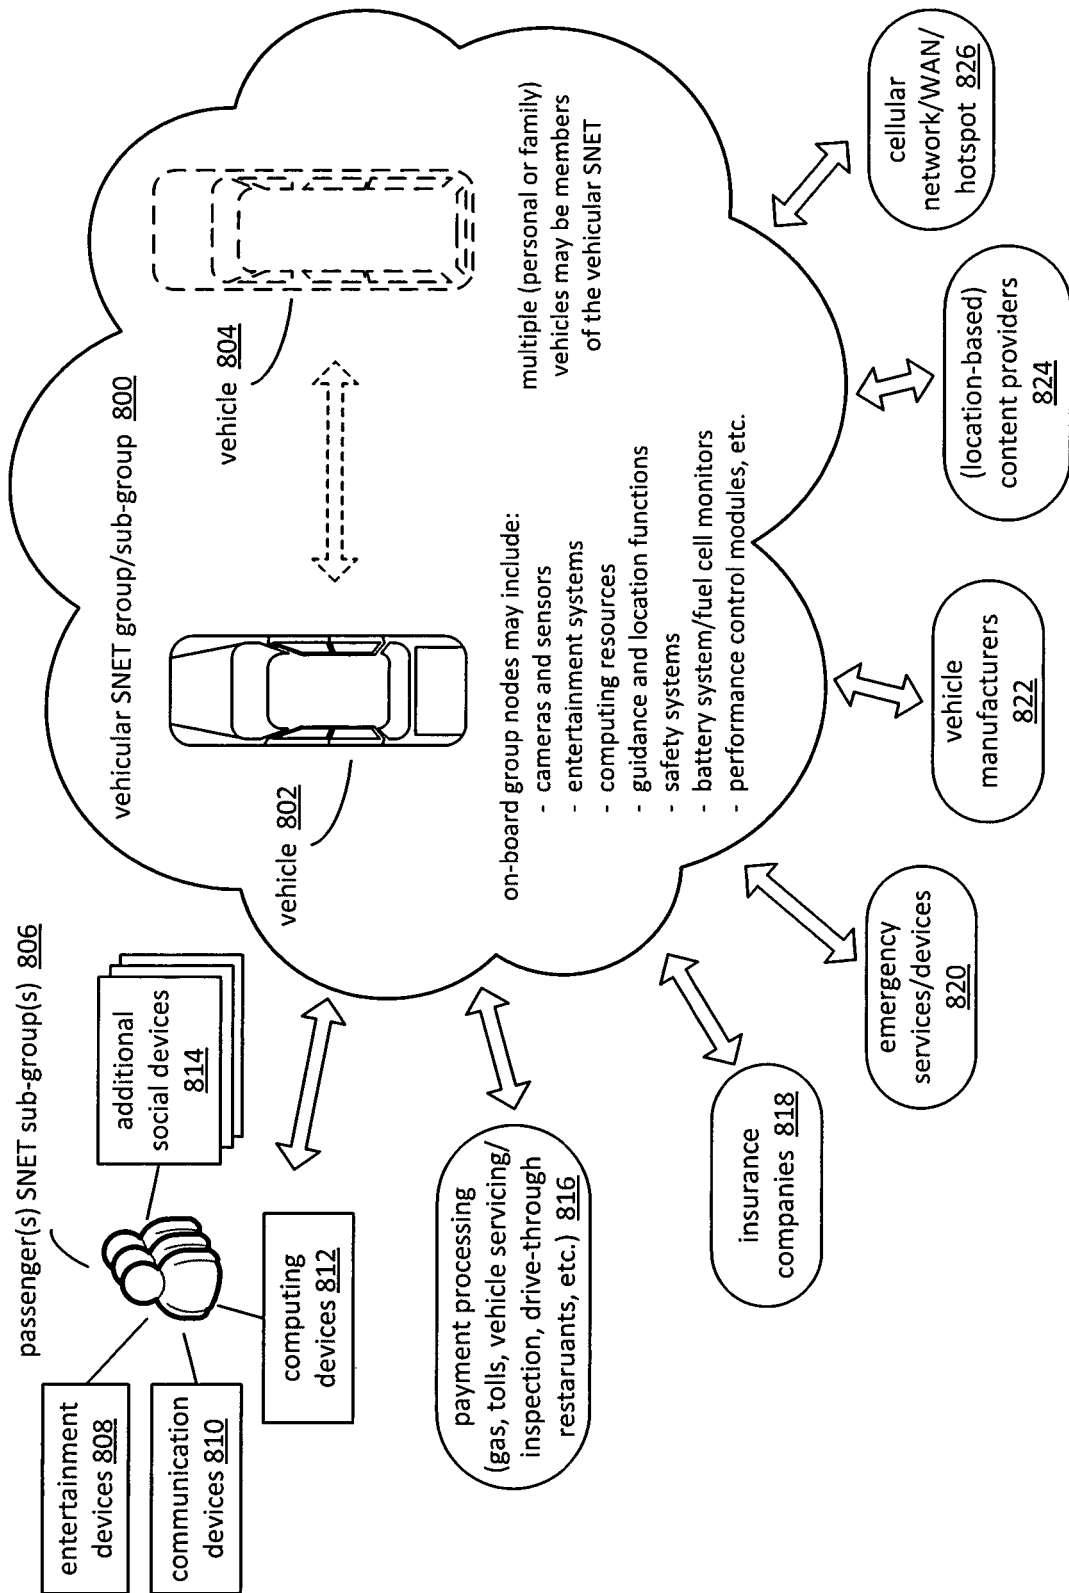 passenger(s) SNET sub-group(s) 806
entertainment
devices 808
communication
devices 810
additional
social devices
814
computing
devices 812
vehicular SNET group/sub-group 800
vehicle 802
vehicle 804
on-board group nodes may include:
- cameras and sensors
- entertainment systems
- computing resources
- guidance and location functions
- safety systems
- battery system/fuel cell monitors
- performance control modules, etc.
multiple (personal or family)
vehicles may be members
of the vehicular SNET
payment processing
(gas, tolls, vehicle servicing/
inspection, drive-through
restaruants, etc.) 816
insurance
companies 818
emergency
services/devices
820
vehicle
manufacturers
822
(location-based)
content providers
824
cellular
network/WAN/
hotspot 826